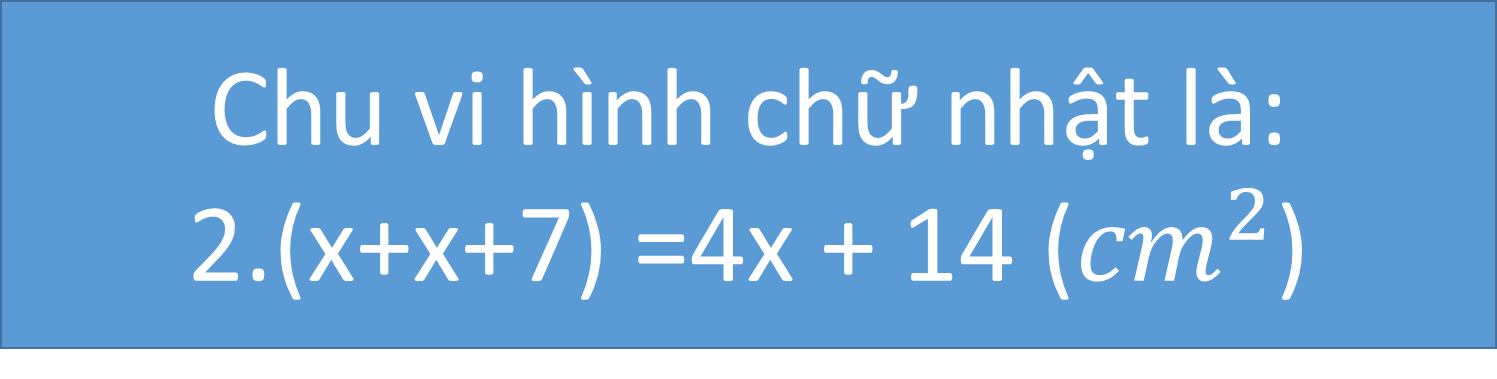 Chu vi hình chữ nhật là:
2.(x+x+7) =4x + 14 (𝑐𝑚²)